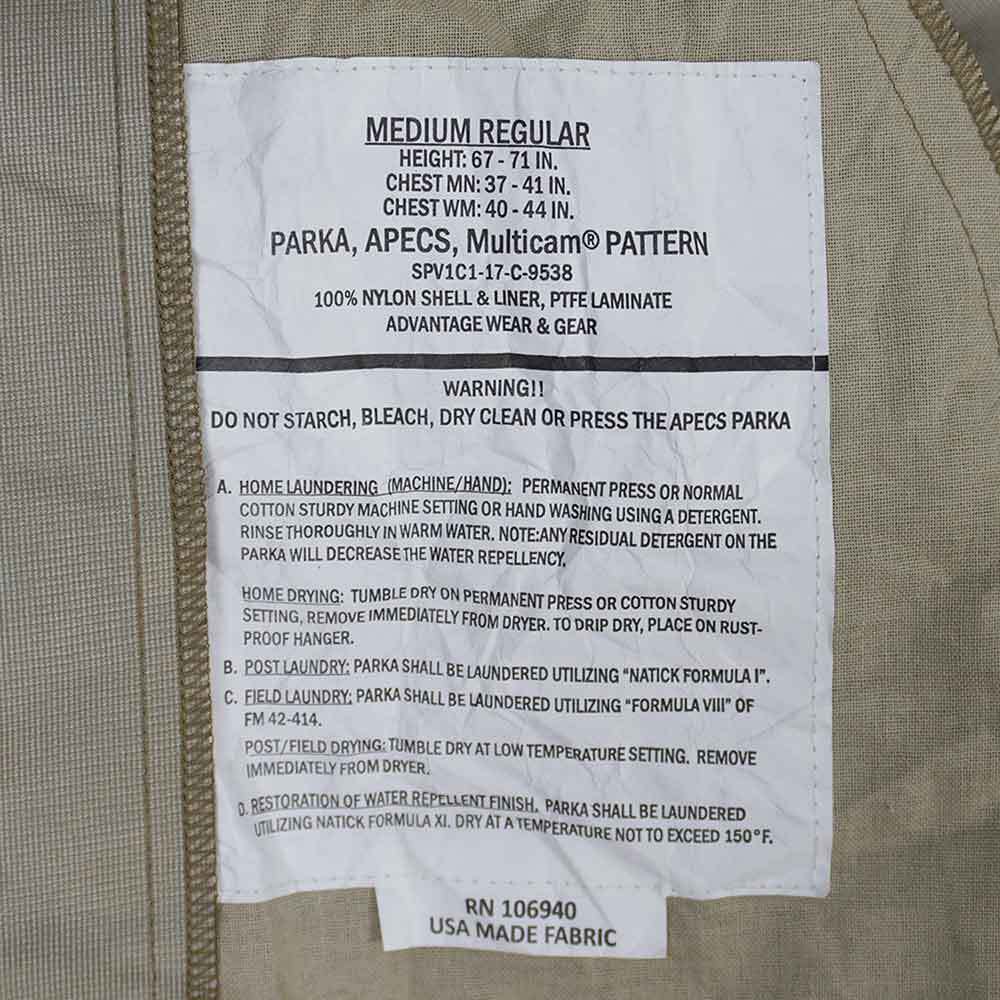 MEDIUM REGULAR
HEIGHT: 67 - 71 IN.
CHEST MN: 37 - 41 IN.
CHEST WM: 40 - 44 IN.
PARKA, APECS, Multicam® PATTERN
SPV1C1-17-C-9538
100% NYLON SHELL & LINER, PTFE LAMINATE
ADVANTAGE WEAR & GEAR
WARNING!!
DO NOT STARCH, BLEACH, DRY CLEAN OR PRESS THE APECS PARKA
A. HOME LAUNDERING (MACHINE/HAND): PERMANENT PRESS OR NORMAL
COTTON STURDY MACHINE SETTING OR HAND WASHING USING A DETERGENT.
RINSE THOROUGHLY IN WARM WATER. NOTE:ANY RESIDUAL DETERGENT ON THE
PARKA WILL DECREASE THE WATER REPELLENCY.
HOME DRYING: TUMBLE DRY ON PERMANENT PRESS OR COTTON STURDY
SETTING, REMOVE IMMEDIATELY FROM DRYER. TO DRIP DRY, PLACE ON RUST-
PROOF HANGER.
B. POST LAUNDRY: PARKA SHALL BE LAUNDERED UTILIZING “NATICK FORMULA I”.
C. FIELD LAUNDRY: PARKA SHALL BE LAUNDERED UTILIZING “FORMULA VIII” OF
FM 42-414.
POST/FIELD DRYING: TUMBLE DRY AT LOW TEMPERATURE SETTING. REMOVE
IMMEDIATELY FROM DRYER.
D. RESTORATION OF WATER REPELLENT FINISH. PARKA SHALL BE LAUNDERED
UTILIZING NATICK FORMULA XI. DRY AT A TEMPERATURE NOT TO EXCEED 150°F.
RN 106940
USA MADE FABRIC